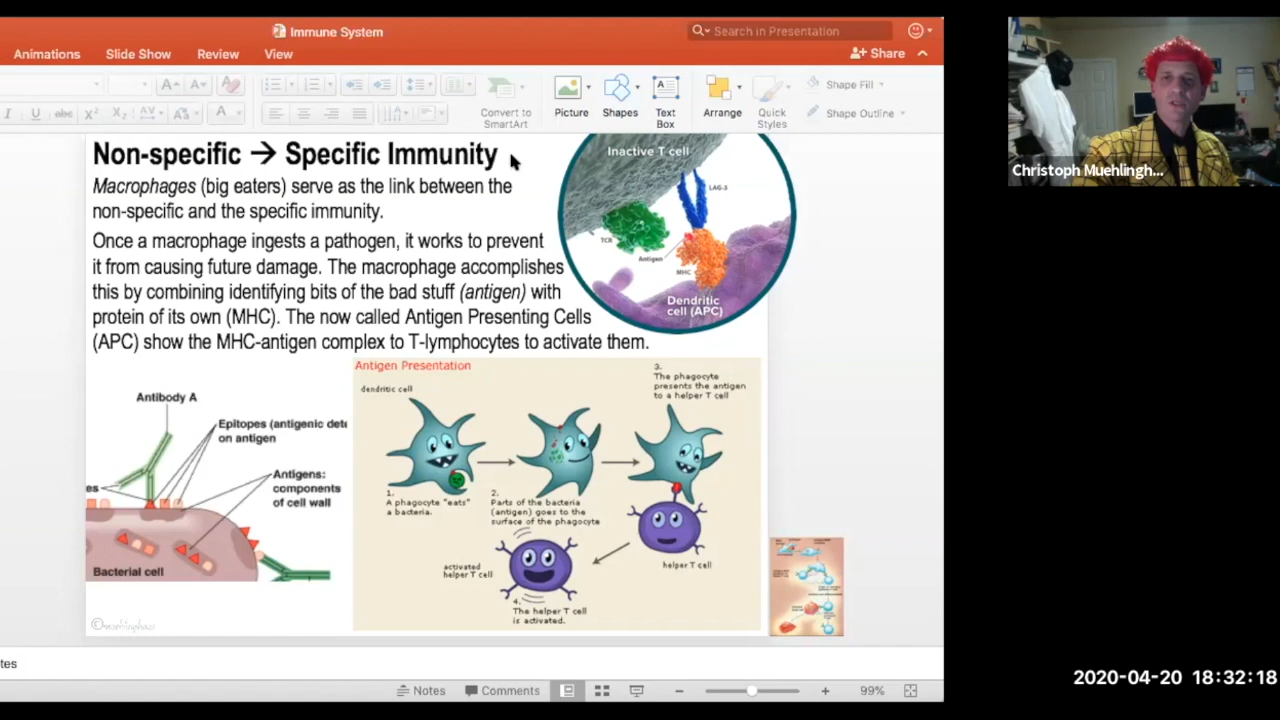 Immune System
Search in Presentation
Animations
Slide Show
Review
View
Share
Convert to
SmartArt
Picture
Shapes
Text
Box
Arrange
Quick
Styles
Shape Fill
Shape Outline
Non-specific → Specific Immunity
Macrophages (big eaters) serve as the link between the
non-specific and the specific immunity.
Once a macrophage ingests a pathogen, it works to prevent
it from causing future damage. The macrophage accomplishes
this by combining identifying bits of the bad stuff (antigen) with
protein of its own (MHC). The now called Antigen Presenting Cells
(APC) show the MHC-antigen complex to T-lymphocytes to activate them.
Inactive T cell
LAG-3
TCR
Antigen
MHC
Dendritic
cell (APC)
Antibody A
Epitopes (antigenic dete
on antigen
Antigens:
components
of cell wall
es
Bacterial cell
Antigen Presentation
dendritic cell
1.
A phagocyte "eats"
a bacteria.
2.
Parts of the bacteria
(antigen) goes to the
surface of the phagocyte
3.
The phagocyte
presents the antigen
to a helper T cell
helper T cell
activated
helper T cell
4.
The helper T cell
is activated.
tes
Notes
Comments
99%
Christoph Muehlingh...
2020-04-20 18:32:18